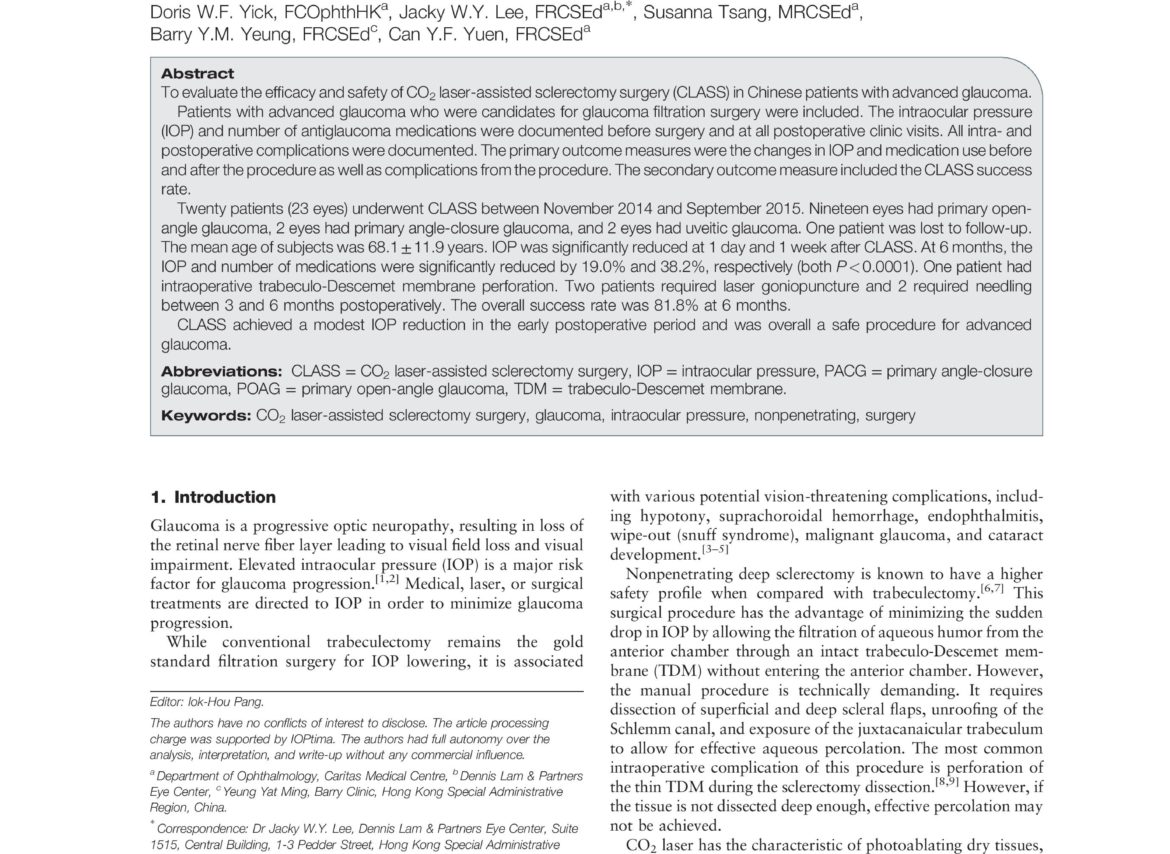 Doris W.F. Yick, FCOphthHKa, Jacky W.Y. Lee, FRCSEda,b,*, Susanna Tsang, MRCSEda,
Barry Y.M. Yeung, FRCSEdc, Can Y.F. Yuen, FRCSEda
Abstract
To evaluate the efficacy and safety of CO2 laser-assisted sclerectomy surgery (CLASS) in Chinese patients with advanced glaucoma.
Patients with advanced glaucoma who were candidates for glaucoma filtration surgery were included. The intraocular pressure
(IOP) and number of antiglaucoma medications were documented before surgery and at all postoperative clinic visits. All intra- and
postoperative complications were documented. The primary outcome measures were the changes in IOP and medication use before
and after the procedure as well as complications from the procedure. The secondary outcome measure included the CLASS success
rate.
Twenty patients (23 eyes) underwent CLASS between November 2014 and September 2015. Nineteen eyes had primary open-
angle glaucoma, 2 eyes had primary angle-closure glaucoma, and 2 eyes had uveitic glaucoma. One patient was lost to follow-up.
The mean age of subjects was 68.1±11.9 years. IOP was significantly reduced at 1 day and 1 week after CLASS. At 6 months, the
IOP and number of medications were significantly reduced by 19.0% and 38.2%, respectively (both P<0.0001). One patient had
intraoperative trabeculo-Descemet membrane perforation. Two patients required laser goniopuncture and 2 required needling
between 3 and 6 months postoperatively. The overall success rate was 81.8% at 6 months.
CLASS achieved a modest IOP reduction in the early postoperative period and was overall a safe procedure for advanced
glaucoma.
Abbreviations: CLASS = CO2 laser-assisted sclerectomy surgery, IOP = intraocular pressure, PACG = primary angle-closure
glaucoma, POAG = primary open-angle glaucoma, TDM = trabeculo-Descemet membrane.
Keywords: CO2 laser-assisted sclerectomy surgery, glaucoma, intraocular pressure, nonpenetrating, surgery
1. Introduction
Glaucoma is a progressive optic neuropathy, resulting in loss of
the retinal nerve fiber layer leading to visual field loss and visual
impairment. Elevated intraocular pressure (IOP) is a major risk
factor for glaucoma progression.[1,2] Medical, laser, or surgical
treatments are directed to IOP in order to minimize glaucoma
progression.
While conventional trabeculectomy remains the gold
standard filtration surgery for IOP lowering, it is associated
Editor: Iok-Hou Pang.
The authors have no conflicts of interest to disclose. The article processing
charge was supported by IOPtima. The authors had full autonomy over the
analysis, interpretation, and write-up without any commercial influence.
a Department of Ophthalmology, Caritas Medical Centre, b Dennis Lam & Partners
Eye Center, c Yeung Yat Ming, Barry Clinic, Hong Kong Special Administrative
Region, China.
* Correspondence: Dr Jacky W.Y. Lee, Dennis Lam & Partners Eye Center, Suite
1515, Central Building, 1-3 Pedder Street, Hong Kong Special Administrative
with various potential vision-threatening complications, includ-
ing hypotony, suprachoroidal hemorrhage, endophthalmitis,
wipe-out (snuff syndrome), malignant glaucoma, and cataract
development.[3–5]
Nonpenetrating deep sclerectomy is known to have a higher
safety profile when compared with trabeculectomy.[6,7] This
surgical procedure has the advantage of minimizing the sudden
drop in IOP by allowing the filtration of aqueous humor from the
anterior chamber through an intact trabeculo-Descemet mem-
brane (TDM) without entering the anterior chamber. However,
the manual procedure is technically demanding. It requires
dissection of superficial and deep scleral flaps, unroofing of the
Schlemm canal, and exposure of the juxtacanaicular trabeculum
to allow for effective aqueous percolation. The most common
intraoperative complication of this procedure is perforation of
the thin TDM during the sclerectomy dissection.[8,9] However, if
the tissue is not dissected deep enough, effective percolation may
not be achieved.
CO2 laser has the characteristic of photoablating dry tissues,